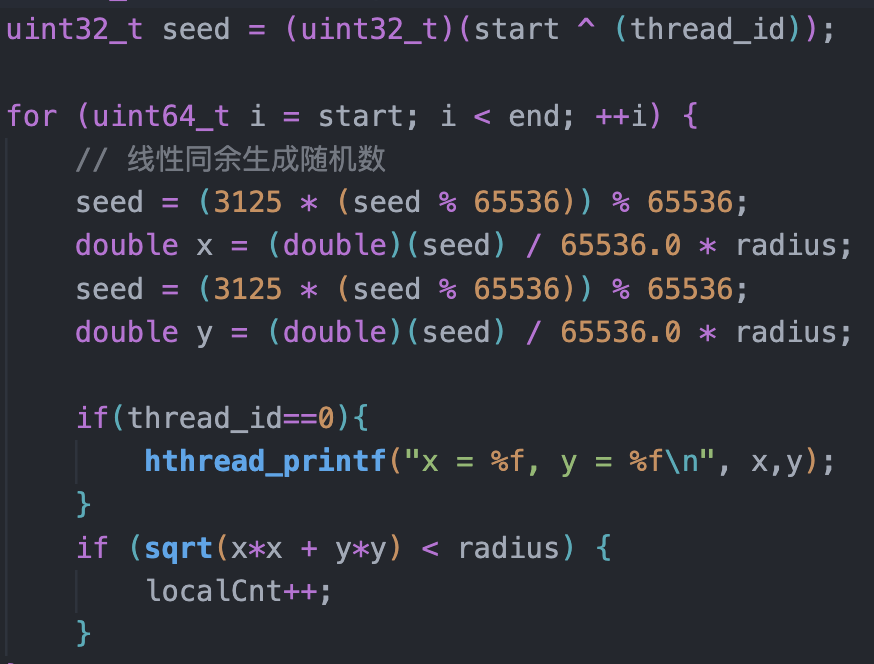 uint32_t seed = (uint32_t)(start ^ (thread_id));
for (uint64_t i = start; i < end; ++i) {
// 线性同余生成随机数
seed = (3125 * (seed % 65536)) % 65536;
double x = (double)(seed) / 65536.0 * radius;
seed = (3125 * (seed % 65536)) % 65536;
double y = (double)(seed) / 65536.0 * radius;
if(thread_id==0){
hthread_printf("x = %f, y = %f\n", x,y);
}
if (sqrt(x*x + y*y) < radius) {
localCnt++;
}